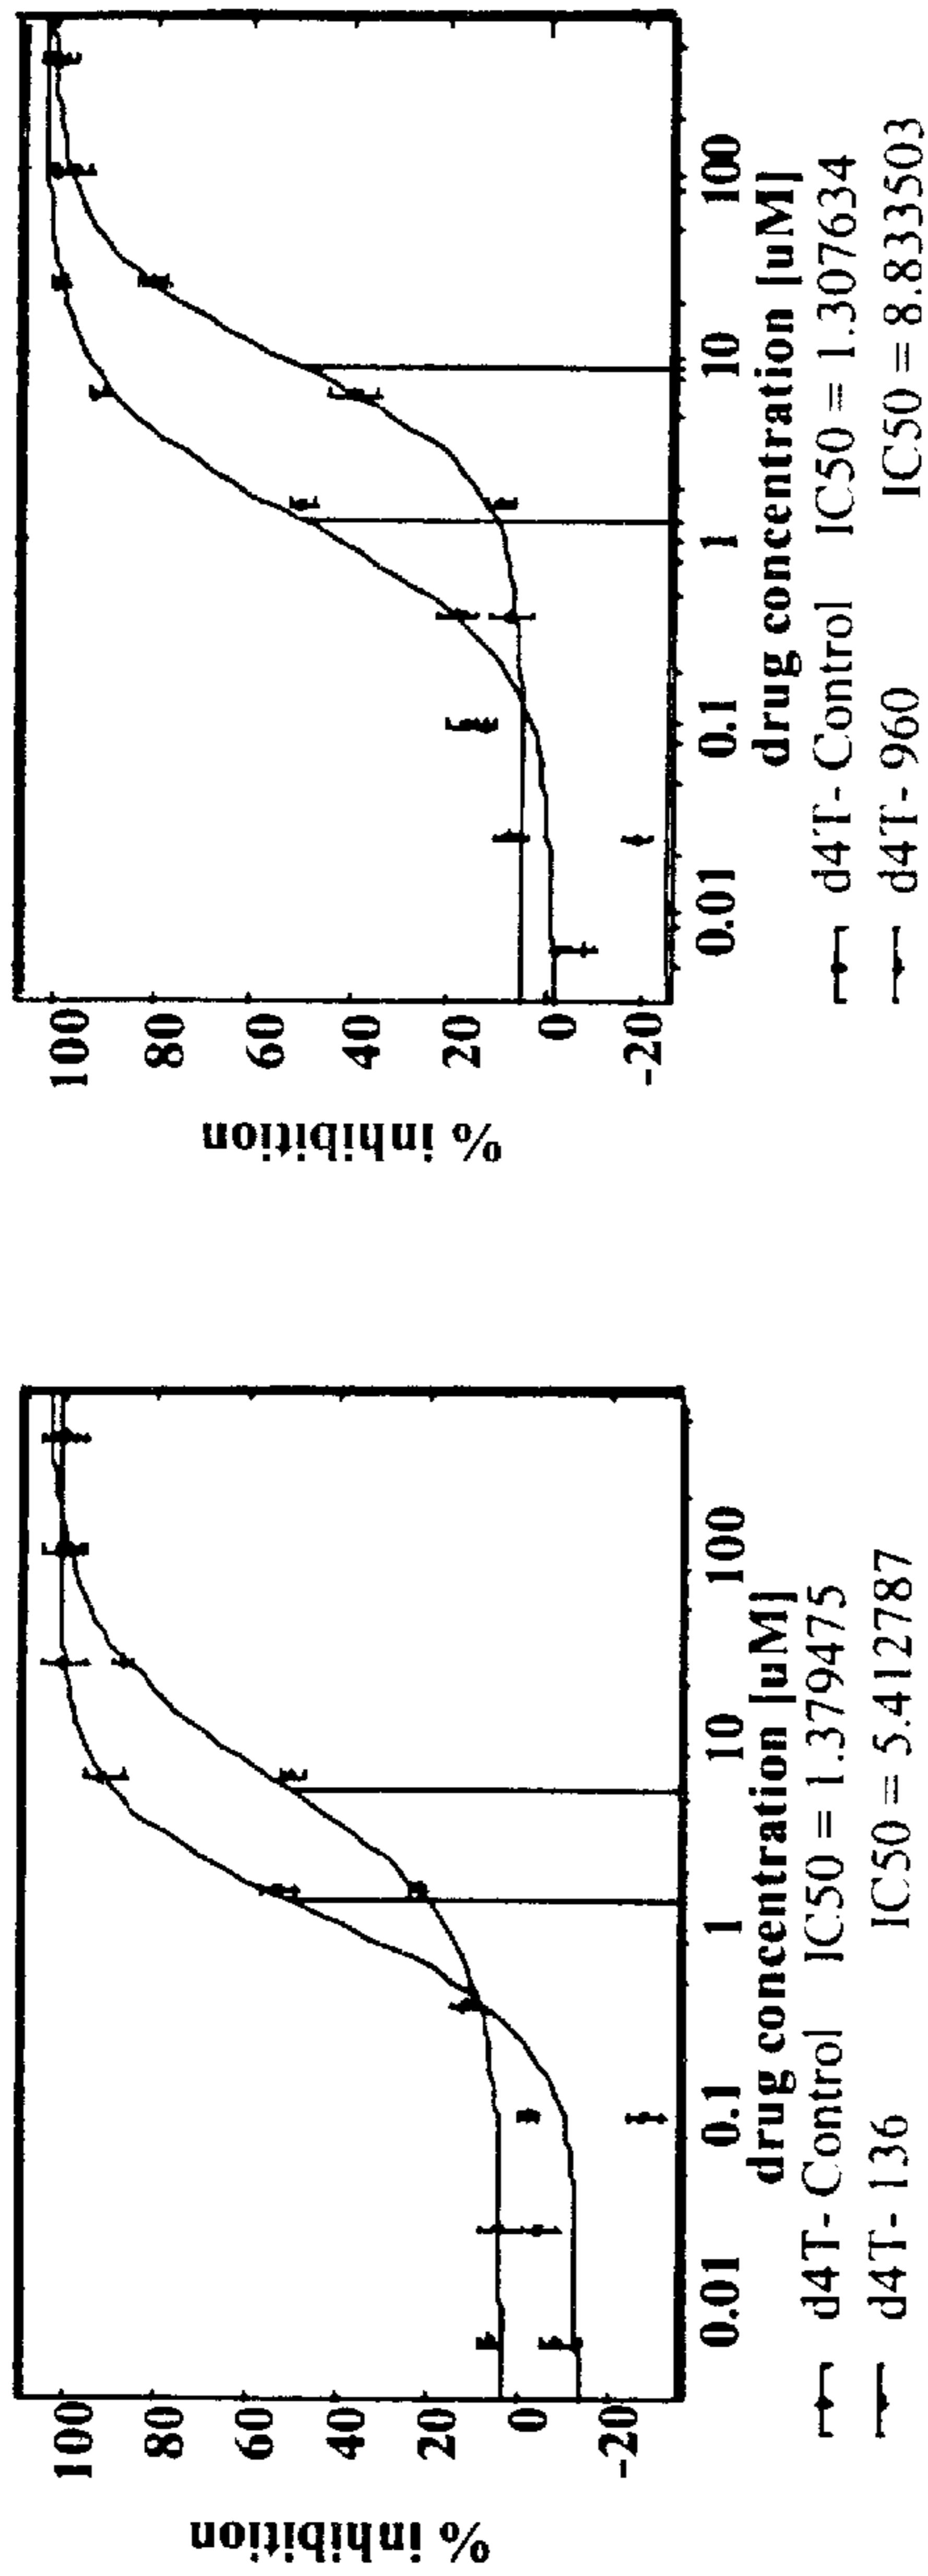 % inhibition
100
80
60
40
20
0
-20
0.01 0.1 1 10 100
drug concentration [uM]
d4T- Control IC50 = 1.379475
d4T- 136 IC50 = 5.412787
% inhibition
100
80
60
40
20
0
-20
0.01 0.1 1 10 100
drug concentration [uM]
d4T- Control IC50 = 1.307634
d4T- 960 IC50 = 8.833503